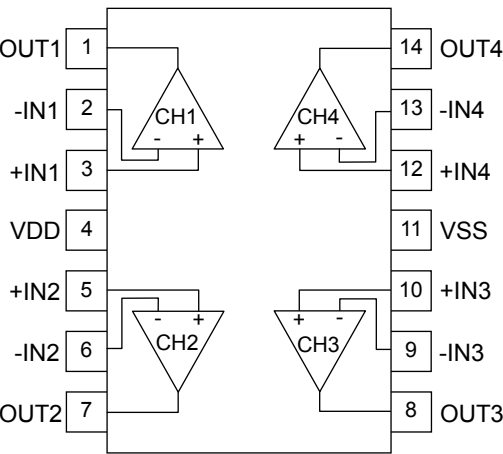 OUT1 1 14 OUT4
-IN1 2 CH1 CH4 13 -IN4
- + + -
+IN1 3 12 +IN4
VDD 4 11 VSS
+IN2 5 10 +IN3
- + + -
-IN2 6 CH2 CH3 9 -IN3
OUT2 7 8 OUT3